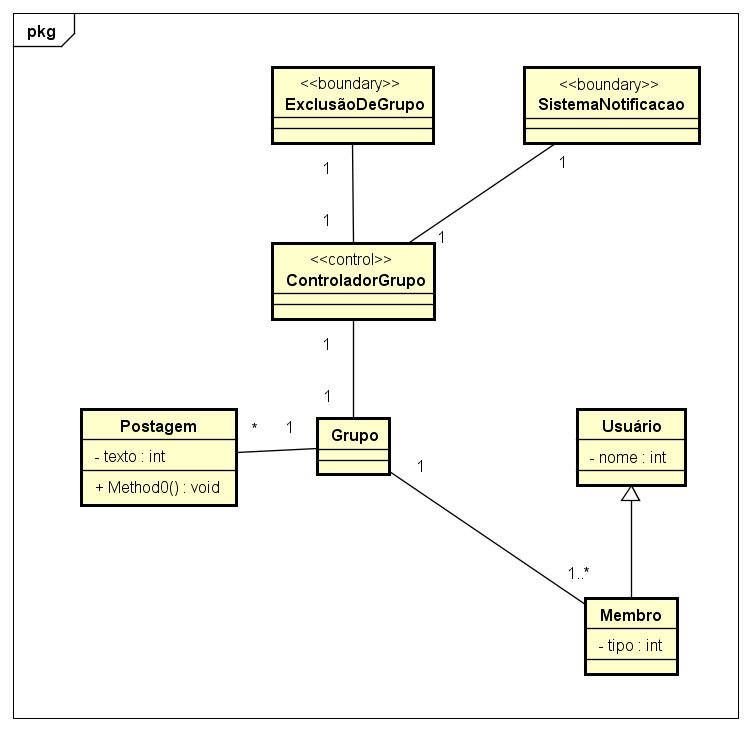 pkg
<<boundary>>
ExclusãoDeGrupo
<<boundary>>
SistemaNotificacao
1
1
1
1
<<control>>
ControladorGrupo
1
1
Postagem
- texto : int
+ Method0() : void
*
1
Grupo
1
Usuário
- nome : int
1..*
Membro
- tipo : int